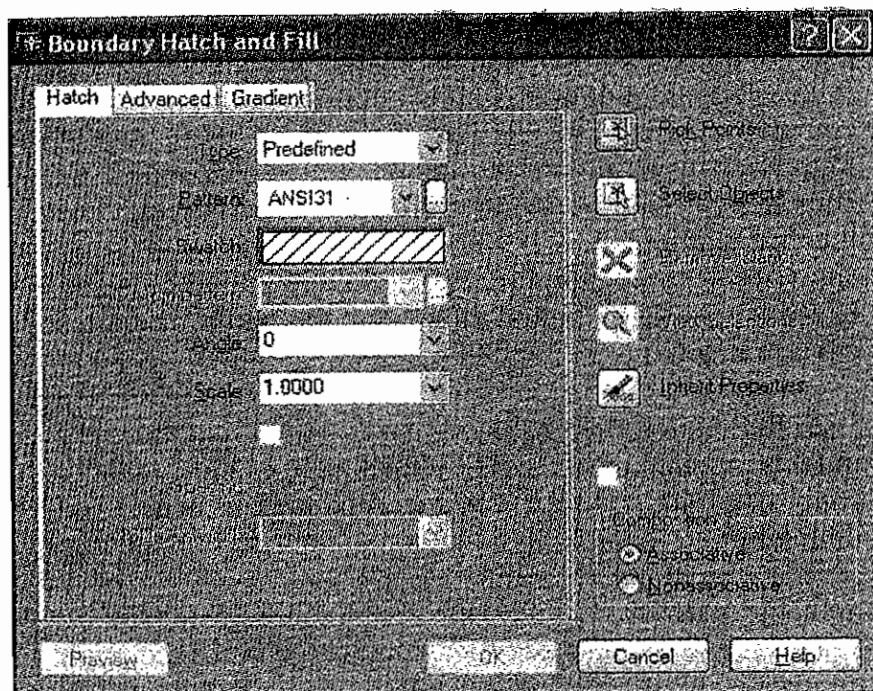 Boundary Hatch and Fill
Hatch Advanced Gradient
Type Predefined
Pattern ANSI31 ...
Swatch
Angle 0
Scale 1.0000
Pick Points
Select Objects
Inherit Properties
Composition
Associative
Nonassociative
Preview OK Cancel Help